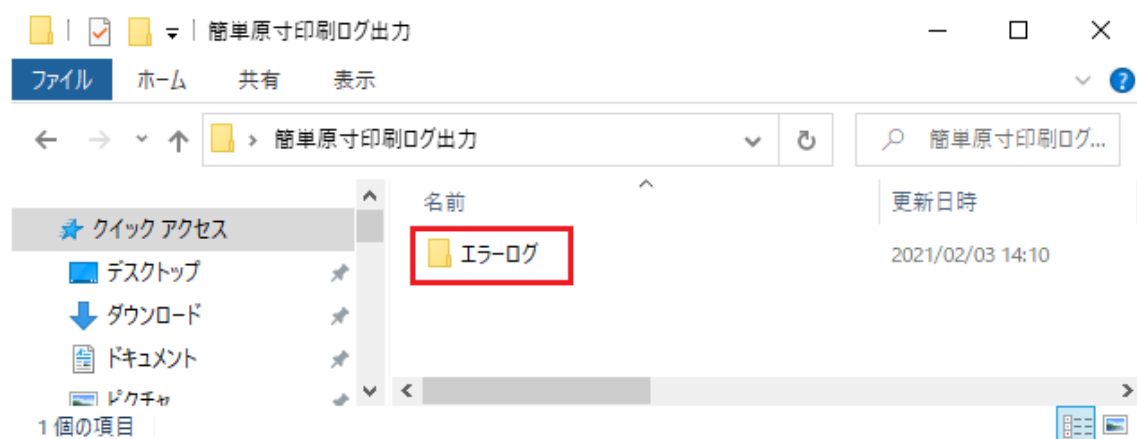 簡単原寸印刷ログ出力
ファイル ホーム 共有 表示
簡単原寸印刷ログ出力 簡単原寸印刷ログ...
名前 更新日時
クイック アクセス
エラーログ 2021/02/03 14:10
デスクトップ
ダウンロード
ドキュメント
ピクチャ
1 個の項目